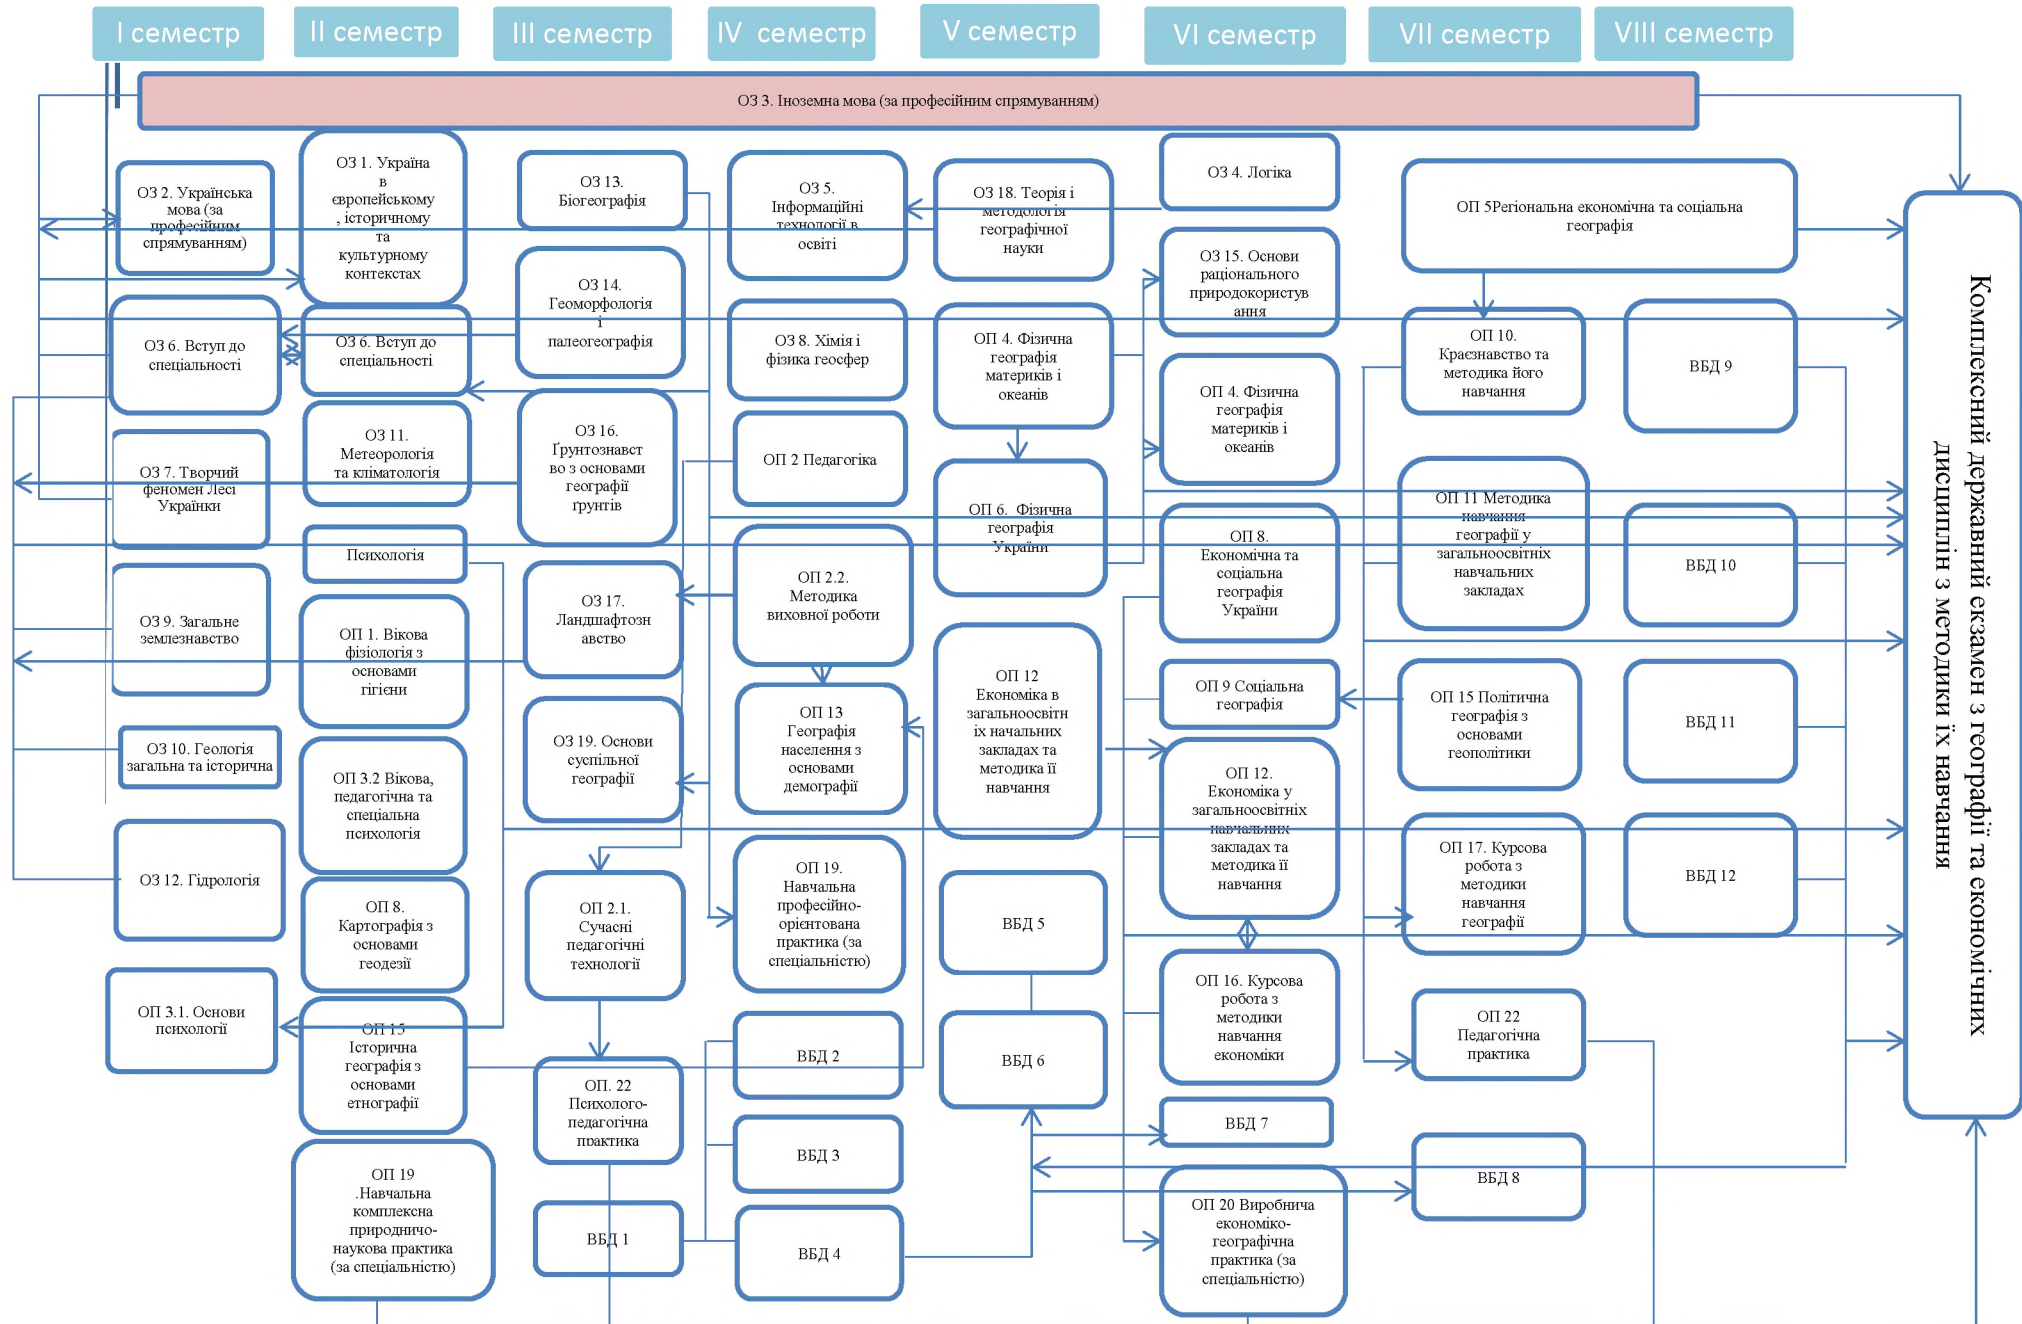 I семестр
II семестр
III семестр
IV семестр
V семестр
VI семестр
VII семестр
VIII семестр
ОЗ 3. Іноземна мова (за професійним спрямуванням)
ОЗ 2. Українська
мова (за
професійним
спрямуванням)
ОЗ 6. Вступ до
спеціальності
ОЗ 7. Творчий
феномен Лесі
Українки
ОЗ 9. Загальне
землезнавство
ОЗ 10. Геологія
загальна та історична
ОЗ 12. Гідрологія
ОП 3.1. Основи
психології
ОЗ 1. Україна
в
європейському
, історичному
та
культурному
контекстах
ОЗ 6. Вступ до
спеціальності
ОЗ 11.
Метеорологія
та кліматологія
Психологія
ОП 1. Вікова
фізіологія з
основами
гігієни
ОП 3.2 Вікова,
педагогічна та
спеціальна
психологія
ОП 8.
Картографія з
основами
геодезії
ОП 15
Історична
географія з
основами
етнографії
ОП 19
.Навчальна
комплексна
природничо-
наукова практика
(за спеціальністю)
ОЗ 13.
Біогеографія
ОЗ 14.
Геоморфологія
і
палеогеографія
ОЗ 16.
Ґрунтознавст
во з основами
географії
ґрунтів
ОЗ 17.
Ландшафтозн
авство
ОЗ 19. Основи
суспільної
географії
ОП 2.1.
Сучасні
педагогічні
технології
ОП. 22
Психолого-
педагогічна
практика
ВБД 1
ОЗ 5.
Інформаційні
технології в
освіті
ОЗ 8. Хімія і
фізика геосфер
ОП 2 Педагогіка
ОП 2.2.
Методика
виховної роботи
ОП 13
Географія
населення з
основами
демографії
ОП 19.
Навчальна
професійно-
орієнтована
практика (за
спеціальністю)
ВБД 2
ВБД 3
ВБД 4
ОЗ 18. Теорія і
методологія
географічної
науки
ОП 4. Фізична
географія
материків і
океанів
ОП 6. Фізична
географія
України
ОП 12
Економіка в
загальноосвітн
іх начальних
закладах та
методика її
навчання
ВБД 5
ВБД 6
ОЗ 4. Логіка
ОЗ 15. Основи
раціонального
природокористув
ання
ОП 4. Фізична
географія
материків і
океанів
ОП 8.
Економічна та
соціальна
географія
України
ОП 9 Соціальна
географія
ОП 12.
Економіка у
загальноосвітніх
навчальних
закладах та
методика її
навчання
ОП 16. Курсова
робота з
методики
навчання
економіки
ВБД 7
ОП 20 Виробнича
економіко-
географічна
практика (за
спеціальністю)
ОП 5Регіональна економічна та соціальна
географія
ОП 10.
Краєзнавство та
методика його
навчання
ОП 11 Методика
навчання
географії у
загальноосвітніх
навчальних
закладах
ОП 15 Політична
географія з
основами
геополітики
ОП 17. Курсова
робота з
методики
навчання
географії
ОП 22
Педагогічна
практика
ВБД 8
ВБД 9
ВБД 10
ВБД 11
ВБД 12
Комплексний державний екзамен з географії та економічних
дисциплін з методики їх навчання